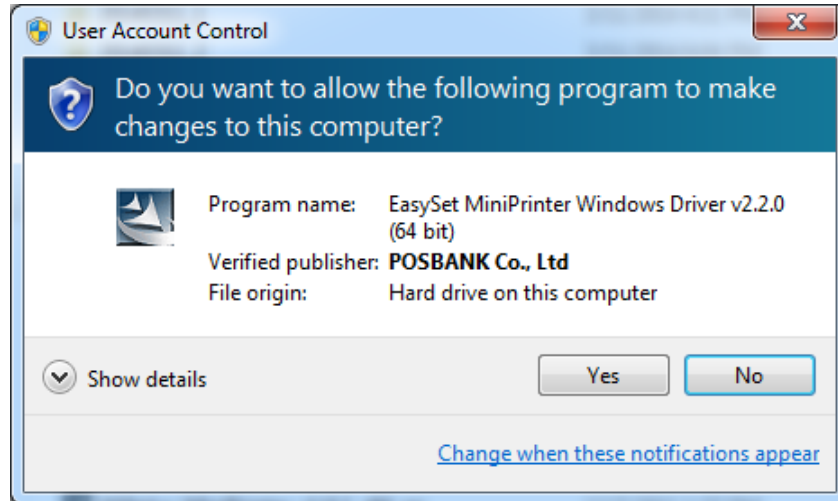 User Account Control
Do you want to allow the following program to make
changes to this computer?
Program name: EasySet MiniPrinter Windows Driver v2.2.0
(64 bit)
Verified publisher: POSBANK Co., Ltd
File origin: Hard drive on this computer
Show details
Yes No
Change when these notifications appear